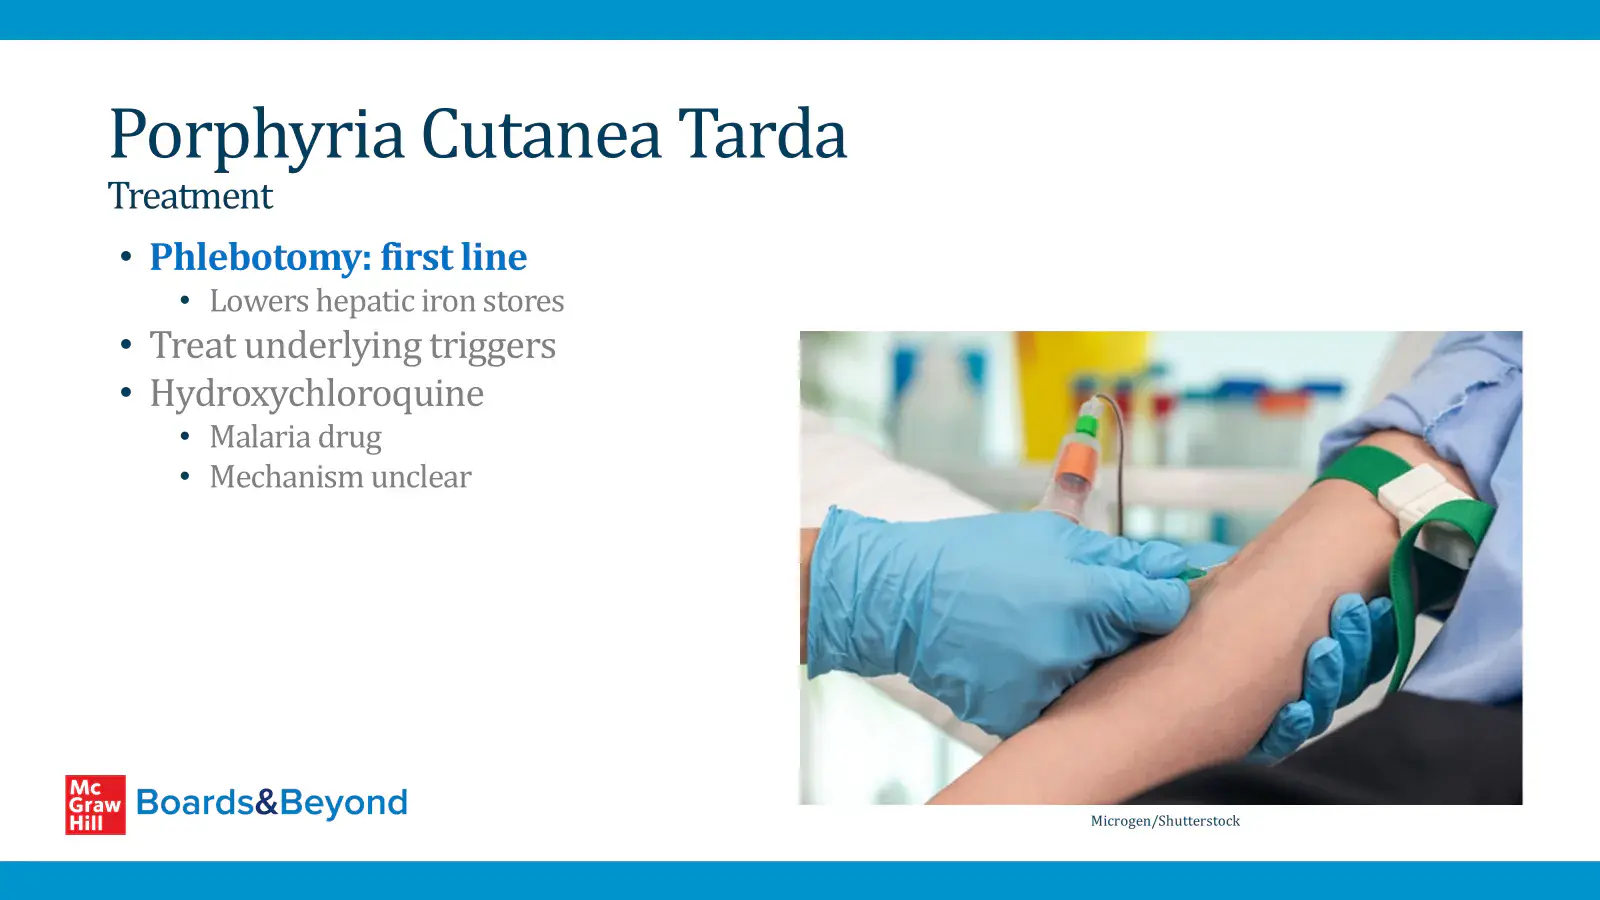 Porphyria Cutanea Tarda
Treatment
• Phlebotomy: first line
• Lowers hepatic iron stores
• Treat underlying triggers
• Hydroxychloroquine
• Malaria drug
• Mechanism unclear
Mc
Graw
Hill
Boards&Beyond
Microgen/Shutterstock